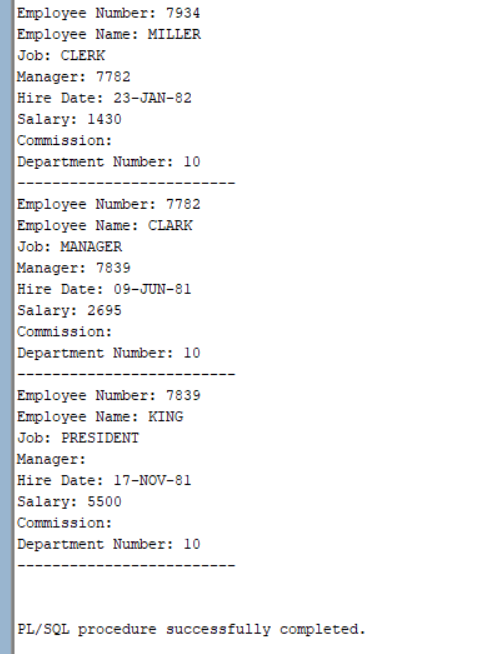 Employee Number: 7934
Employee Name: MILLER
Job: CLERK
Manager: 7782
Hire Date: 23-JAN-82
Salary: 1430
Commission:
Department Number: 10
-------------------------
Employee Number: 7782
Employee Name: CLARK
Job: MANAGER
Manager: 7839
Hire Date: 09-JUN-81
Salary: 2695
Commission:
Department Number: 10
-------------------------
Employee Number: 7839
Employee Name: KING
Job: PRESIDENT
Manager:
Hire Date: 17-NOV-81
Salary: 5500
Commission:
Department Number: 10
-------------------------
PL/SQL procedure successfully completed.